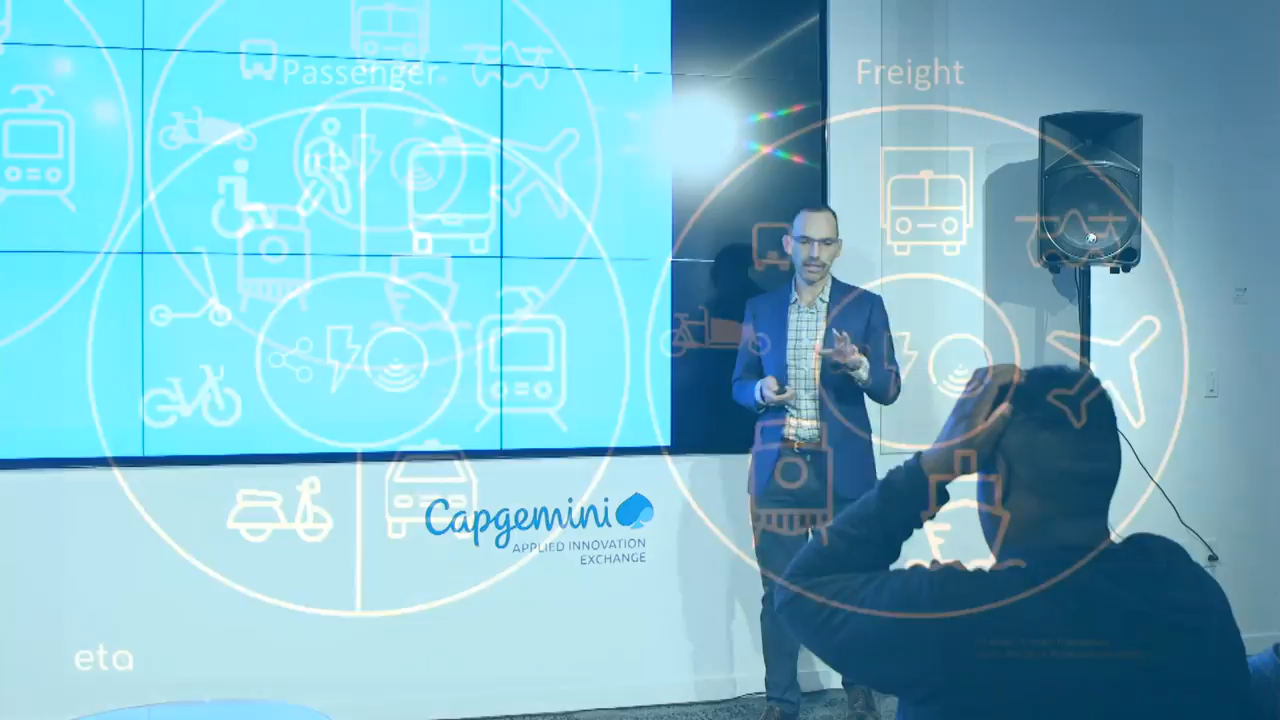 Passenger
Freight
Capgemini
APPLIED INNOVATION
EXCHANGE
eta